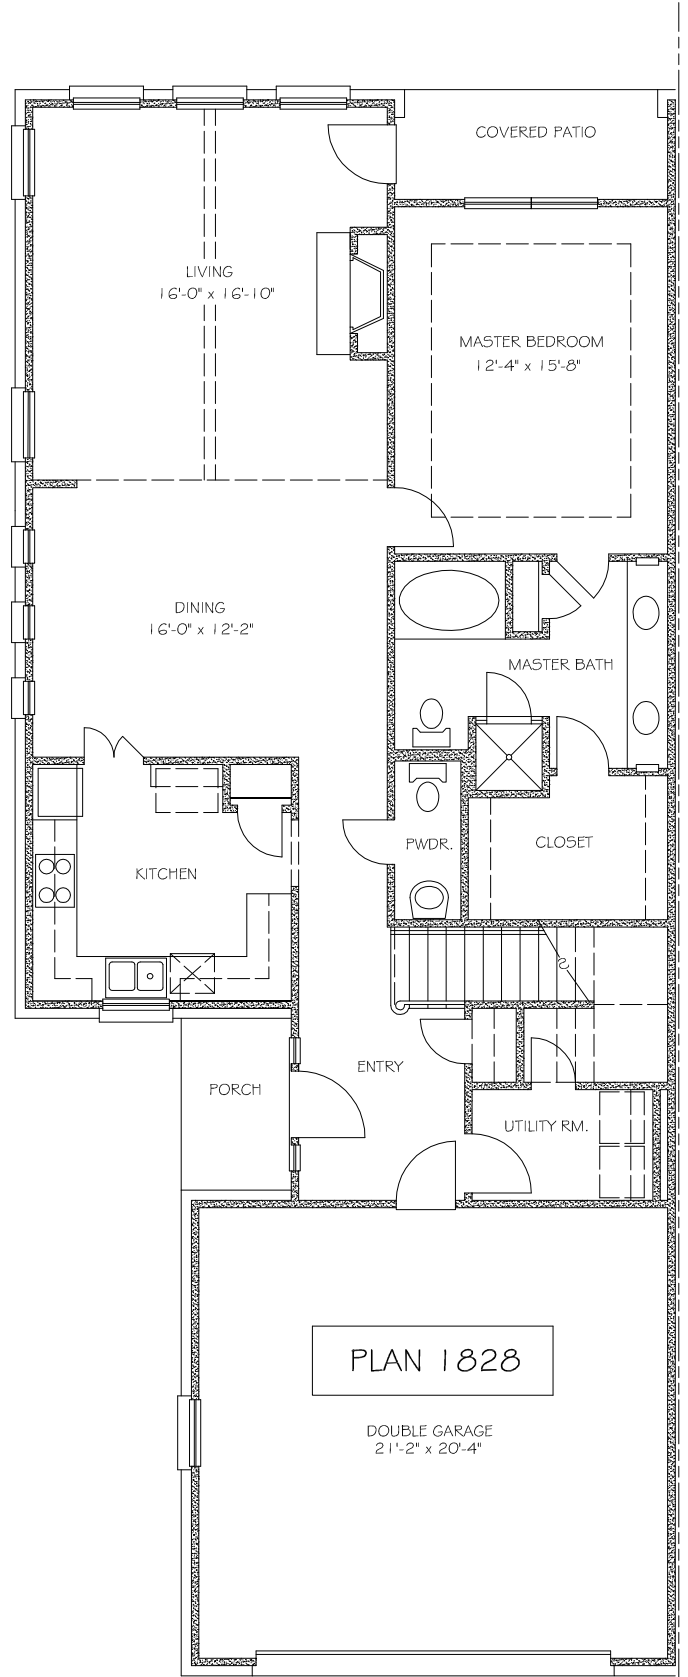 COVERED PATIO
LIVING
16'-0" x 16'-10"
MASTER BEDROOM
12'-4" x 15'-8"
DINING
16'-0" x 12'-2"
MASTER BATH
PWDR.
CLOSET
KITCHEN
ENTRY
PORCH
UTILITY RM.
PLAN 1828
DOUBLE GARAGE
21'-2" x 20'-4"